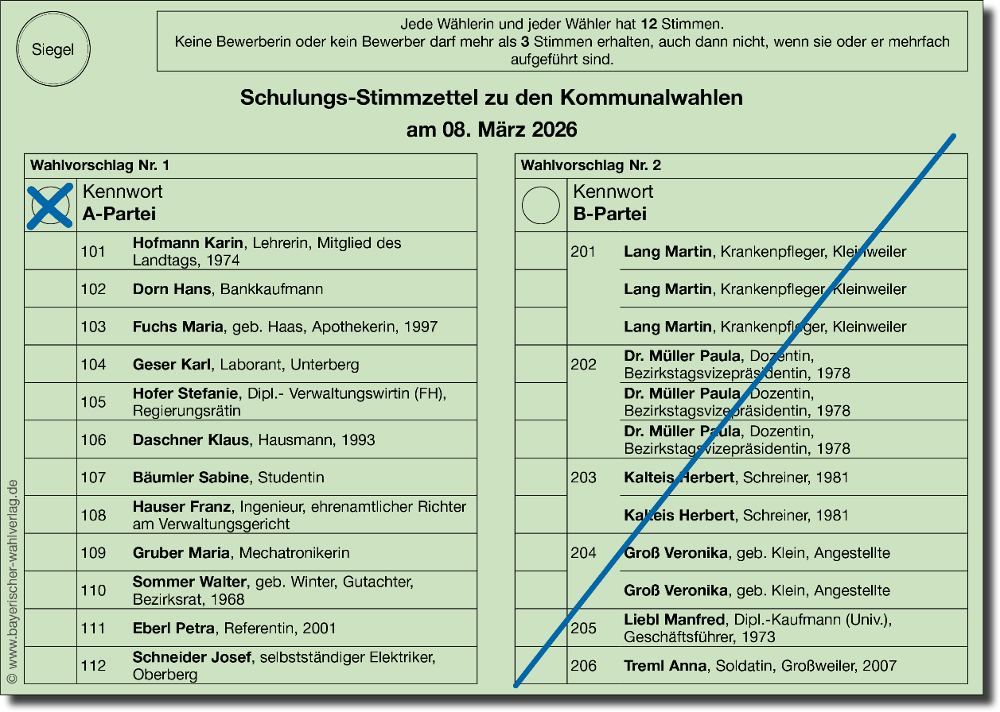 Siegel
Jede Wählerin und jeder Wähler hat 12 Stimmen.
Keine Bewerberin oder kein Bewerber darf mehr als 3 Stimmen erhalten, auch dann nicht, wenn sie oder er mehrfach
aufgeführt sind.
Schulungs-Stimmzettel zu den Kommunalwahlen
am 08. März 2026
Wahlvorschlag Nr. 1
Kennwort
A-Partei
101 Hofmann Karin, Lehrerin, Mitglied des
Landtags, 1974
102 Dorn Hans, Bankkaufmann
103 Fuchs Maria, geb. Haas, Apothekerin, 1997
104 Geser Karl, Laborant, Unterberg
105 Hofer Stefanie, Dipl.- Verwaltungswirtin (FH),
Regierungsrätin
106 Daschner Klaus, Hausmann, 1993
107 Bäumler Sabine, Studentin
108 Hauser Franz, Ingenieur, ehrenamtlicher Richter
am Verwaltungsgericht
109 Gruber Maria, Mechatronikerin
110 Sommer Walter, geb. Winter, Gutachter,
Bezirksrat, 1968
111 Eberl Petra, Referentin, 2001
112 Schneider Josef, selbstständiger Elektriker,
Oberberg
Wahlvorschlag Nr. 2
Kennwort
B-Partei
201 Lang Martin, Krankenpfleger, Kleinweiler
Lang Martin, Krankenpfleger, Kleinweiler
Lang Martin, Krankenpfleger, Kleinweiler
202 Dr. Müller Paula, Dozentin,
Bezirkstagsvizepräsidentin, 1978
Dr. Müller Paula, Dozentin,
Bezirkstagsvizepräsidentin, 1978
Dr. Müller Paula, Dozentin,
Bezirkstagsvizepräsidentin, 1978
203 Kalteis Herbert, Schreiner, 1981
Kalteis Herbert, Schreiner, 1981
204 Groß Veronika, geb. Klein, Angestellte
Groß Veronika, geb. Klein, Angestellte
205 Liebl Manfred, Dipl.-Kaufmann (Univ.),
Geschäftsführer, 1973
206 Treml Anna, Soldatin, Großweiler, 2007
© www.bayerischer-wahlverlag.de